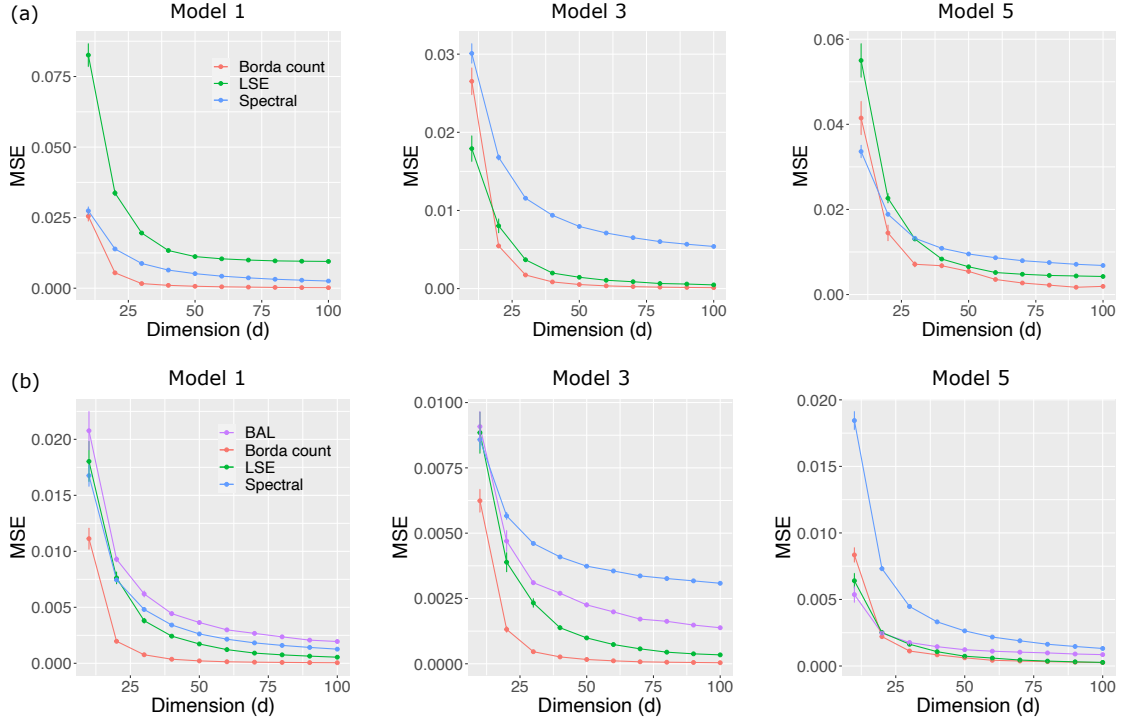 (a)
Model 1
Model 3
Model 5
MSE
0.075
0.050
0.025
0.000
Borda count
LSE
Spectral
25 50 75 100
Dimension (d)
MSE
0.03
0.02
0.01
0.00
25 50 75 100
Dimension (d)
MSE
0.06
0.04
0.02
0.00
25 50 75 100
Dimension (d)
(b)
Model 1
Model 3
Model 5
MSE
0.020
0.015
0.010
0.005
0.000
BAL
Borda count
LSE
Spectral
25 50 75 100
Dimension (d)
MSE
0.0100
0.0075
0.0050
0.0025
0.0000
25 50 75 100
Dimension (d)
MSE
0.020
0.015
0.010
0.005
0.000
25 50 75 100
Dimension (d)